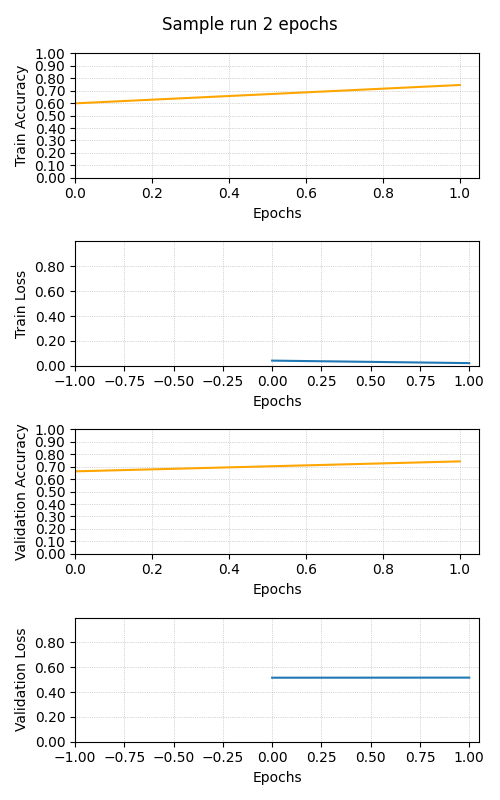 Sample run 2 epochs
Train Accuracy
1.00
0.90
0.80
0.70
0.60
0.50
0.40
0.30
0.20
0.10
0.00
0.0 0.2 0.4 0.6 0.8 1.0
Epochs
Train Loss
0.80
0.60
0.40
0.20
0.00
−1.00 −0.75 −0.50 −0.25 0.00 0.25 0.50 0.75 1.00
Epochs
Validation Accuracy
1.00
0.90
0.80
0.70
0.60
0.50
0.40
0.30
0.20
0.10
0.00
0.0 0.2 0.4 0.6 0.8 1.0
Epochs
Validation Loss
0.80
0.60
0.40
0.20
0.00
−1.00 −0.75 −0.50 −0.25 0.00 0.25 0.50 0.75 1.00
Epochs